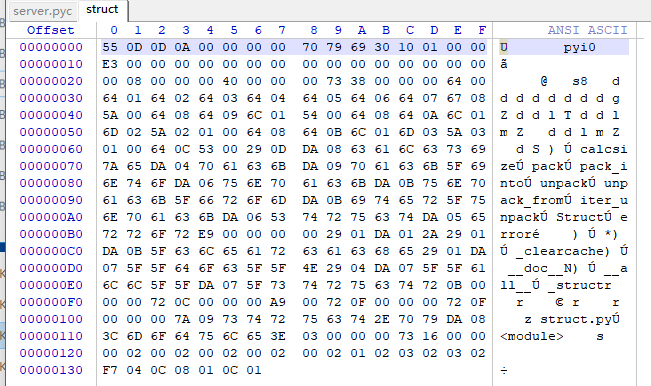 server.pyc struct
Offset 0 1 2 3 4 5 6 7 8 9 A B C D E F ANSI ASCII
00000000 55 0D 0D 0A 00 00 00 00 70 79 69 30 10 01 00 00 U pyi0
00000010 E3 00 00 00 00 00 00 00 00 00 00 00 00 00 00 00 ã
00000020 00 08 00 00 00 40 00 00 00 73 38 00 00 00 64 00 @ s8 d
00000030 64 01 64 02 64 03 64 04 64 05 64 06 64 07 67 08 d d d d d d d g
00000040 5A 00 64 08 64 09 6C 01 54 00 64 08 64 0A 6C 01 Z d d l T d d l
00000050 6D 02 5A 02 01 00 64 08 64 0B 6C 01 6D 03 5A 03 m Z d d l m Z
00000060 01 00 64 0C 53 00 29 0D DA 08 63 61 6C 63 73 69 d S ) Ú calcsi
00000070 7A 65 DA 04 70 61 63 6B DA 09 70 61 63 6B 5F 69 zeÚ packÚ pack_i
00000080 6E 74 6F DA 06 75 6E 70 61 63 6B DA 0B 75 6E 70 ntoÚ unpackÚ unp
00000090 61 63 6B 5F 66 72 6F 6D DA 0B 69 74 65 72 5F 75 ack_fromÚ iter_u
000000A0 6E 70 61 63 6B DA 06 53 74 72 75 63 74 DA 05 65 npackÚ StructÚ e
000000B0 72 72 6F 72 E9 00 00 00 00 29 01 DA 01 2A 29 01 rroré ) Ú *)
000000C0 DA 0B 5F 63 6C 65 61 72 63 61 63 68 65 29 01 DA Ú _clearcache) Ú
000000D0 07 5F 5F 64 6F 63 5F 5F 4E 29 04 DA 07 5F 5F 61 __doc__N) Ú __a
000000E0 6C 6C 5F 5F DA 07 5F 73 74 72 75 63 74 72 0B 00 ll__Ú _structr
000000F0 00 00 72 0C 00 00 00 A9 00 72 0F 00 00 00 72 0F r © r r
00000100 00 00 00 7A 09 73 74 72 75 63 74 2E 70 79 DA 08 z struct.pyÚ
00000110 3C 6D 6F 64 75 6C 65 3E 03 00 00 00 73 16 00 00 <module> s
00000120 00 02 00 02 00 02 00 02 00 02 01 02 03 02 03 02
00000130 F7 04 0C 08 01 0C 01 ÷